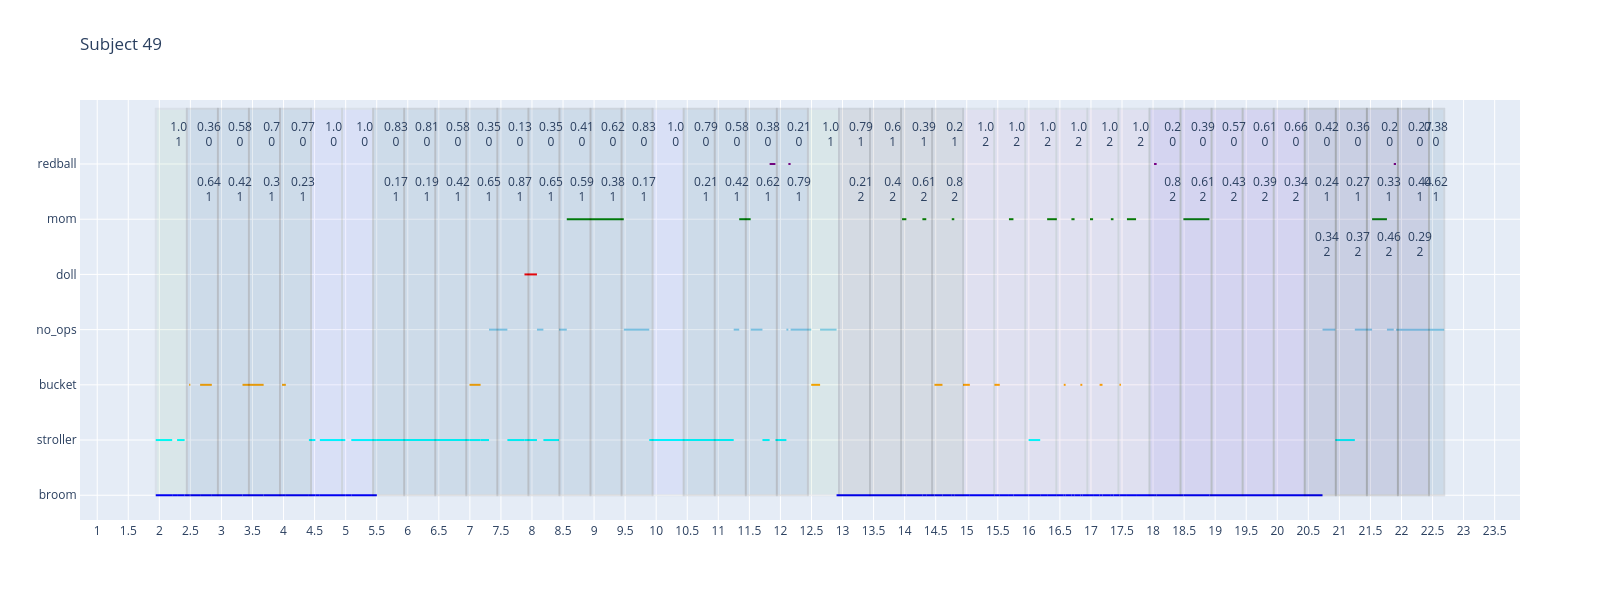 Subject 49
1.0 0.36 0.58 0.7 0.77 1.0 1.0 0.83 0.81 0.58 0.35 0.13 0.35 0.41 0.62 0.83 1.0 0.79 0.58 0.38 0.21 1.0 0.79 0.6 0.39 0.2 1.0 1.0 1.0 1.0 1.0 1.0 0.2 0.39 0.57 0.61 0.66 0.42 0.36 0.2 0.27 0.38
1 0 0 0 0 0 0 0 0 0 0 0 0 0 0 0 0 0 0 0 0 1 1 1 1 1 2 2 2 2 2 2 0 0 0 0 0 0 0 0 0 0
redball
0.64 0.42 0.3 0.23 0.17 0.19 0.42 0.65 0.87 0.65 0.59 0.38 0.17 0.21 0.42 0.62 0.79 0.21 0.4 0.61 0.8 0.8 0.61 0.43 0.39 0.34 0.24 0.27 0.33 0.44 0.62
1 1 1 1 1 1 1 1 1 1 1 1 1 1 1 1 1 2 2 2 2 2 2 2 2 2 1 1 1 1 1
mom
0.34 0.37 0.46 0.29
2 2 2 2
doll
no_ops
bucket
stroller
broom
1 1.5 2 2.5 3 3.5 4 4.5 5 5.5 6 6.5 7 7.5 8 8.5 9 9.5 10 10.5 11 11.5 12 12.5 13 13.5 14 14.5 15 15.5 16 16.5 17 17.5 18 18.5 19 19.5 20 20.5 21 21.5 22 22.5 23 23.5